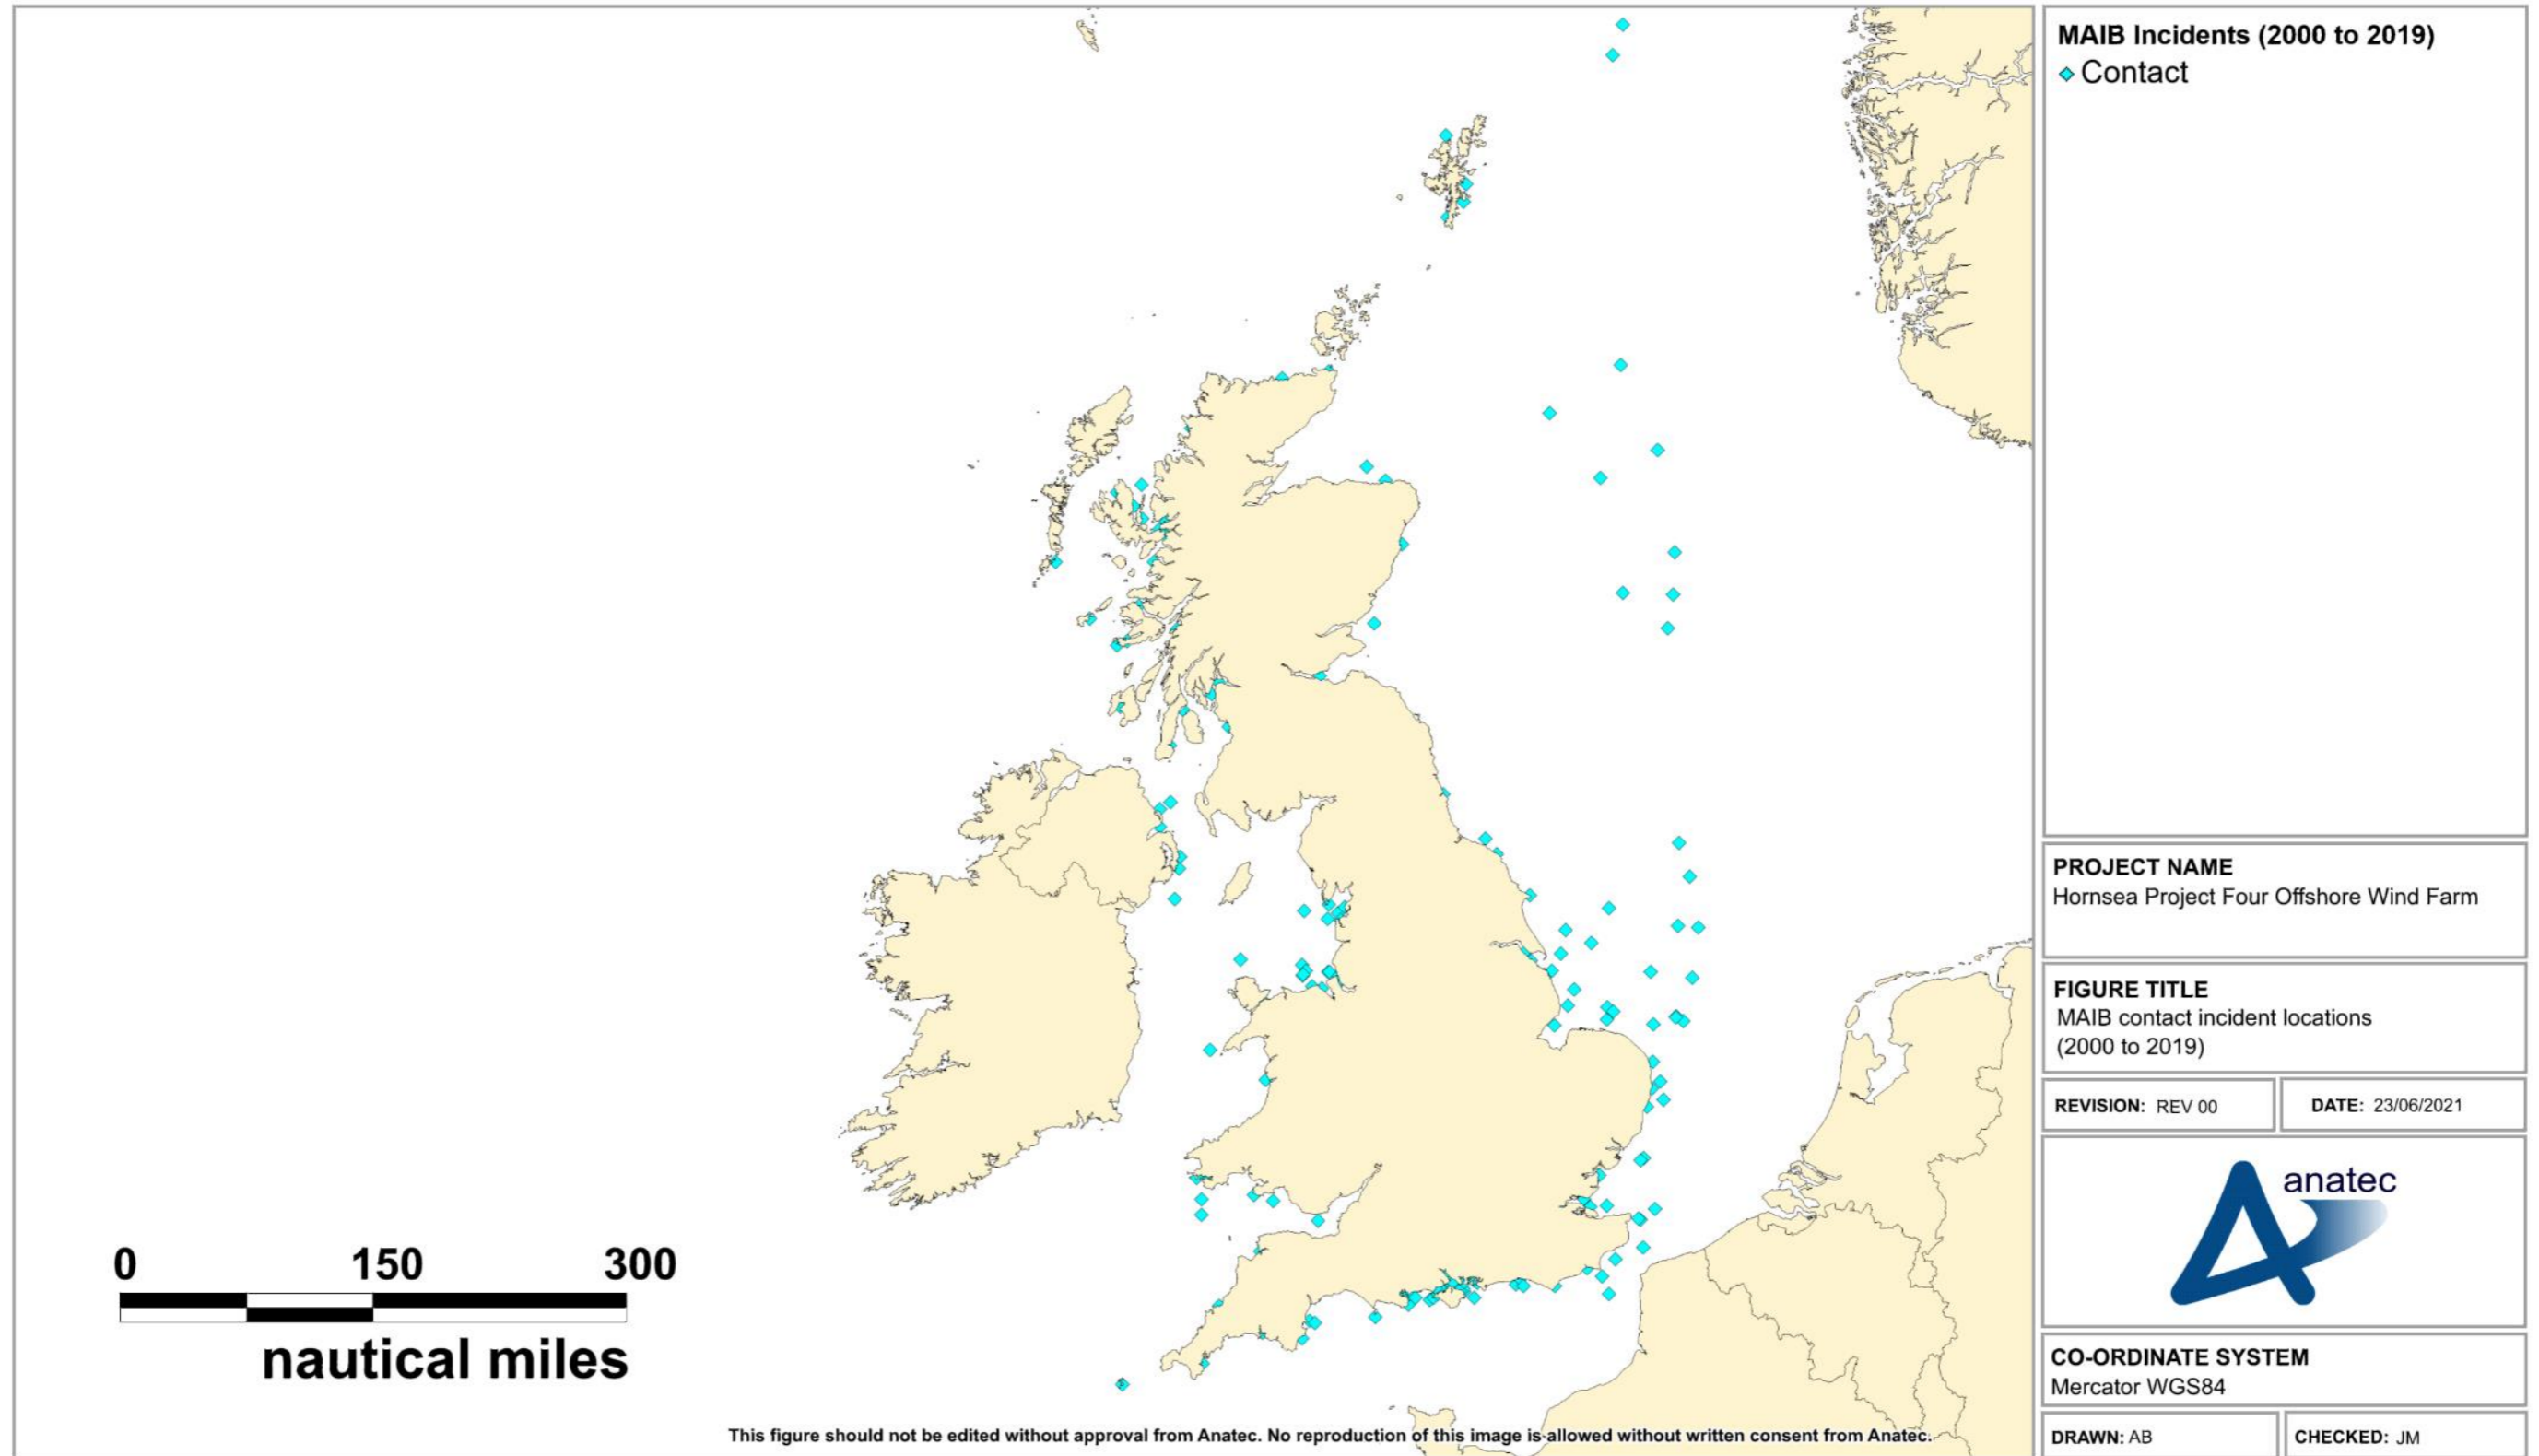 MAIB Incidents (2000 to 2019)
Contact
PROJECT NAME
Hornsea Project Four Offshore Wind Farm
FIGURE TITLE
MAIB contact incident locations
(2000 to 2019)
REVISION: REV 00
DATE: 23/06/2021
anatec
CO-ORDINATE SYSTEM
Mercator WGS84
DRAWN: AB
CHECKED: JM
0 150 300
nautical miles
This figure should not be edited without approval from Anatec. No reproduction of this image is allowed without written consent from Anatec.